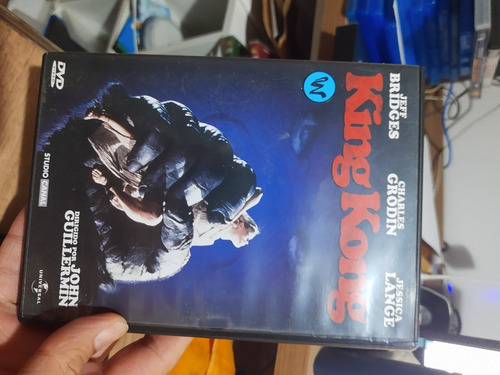 JEFF BRIDGES
CHARLES GRODIN
JESSICA LANGE
King Kong
W
DIRIGIDO POR JOHN GUILLERMIN
DVD
STUDIO CANAL
UNIVERSAL